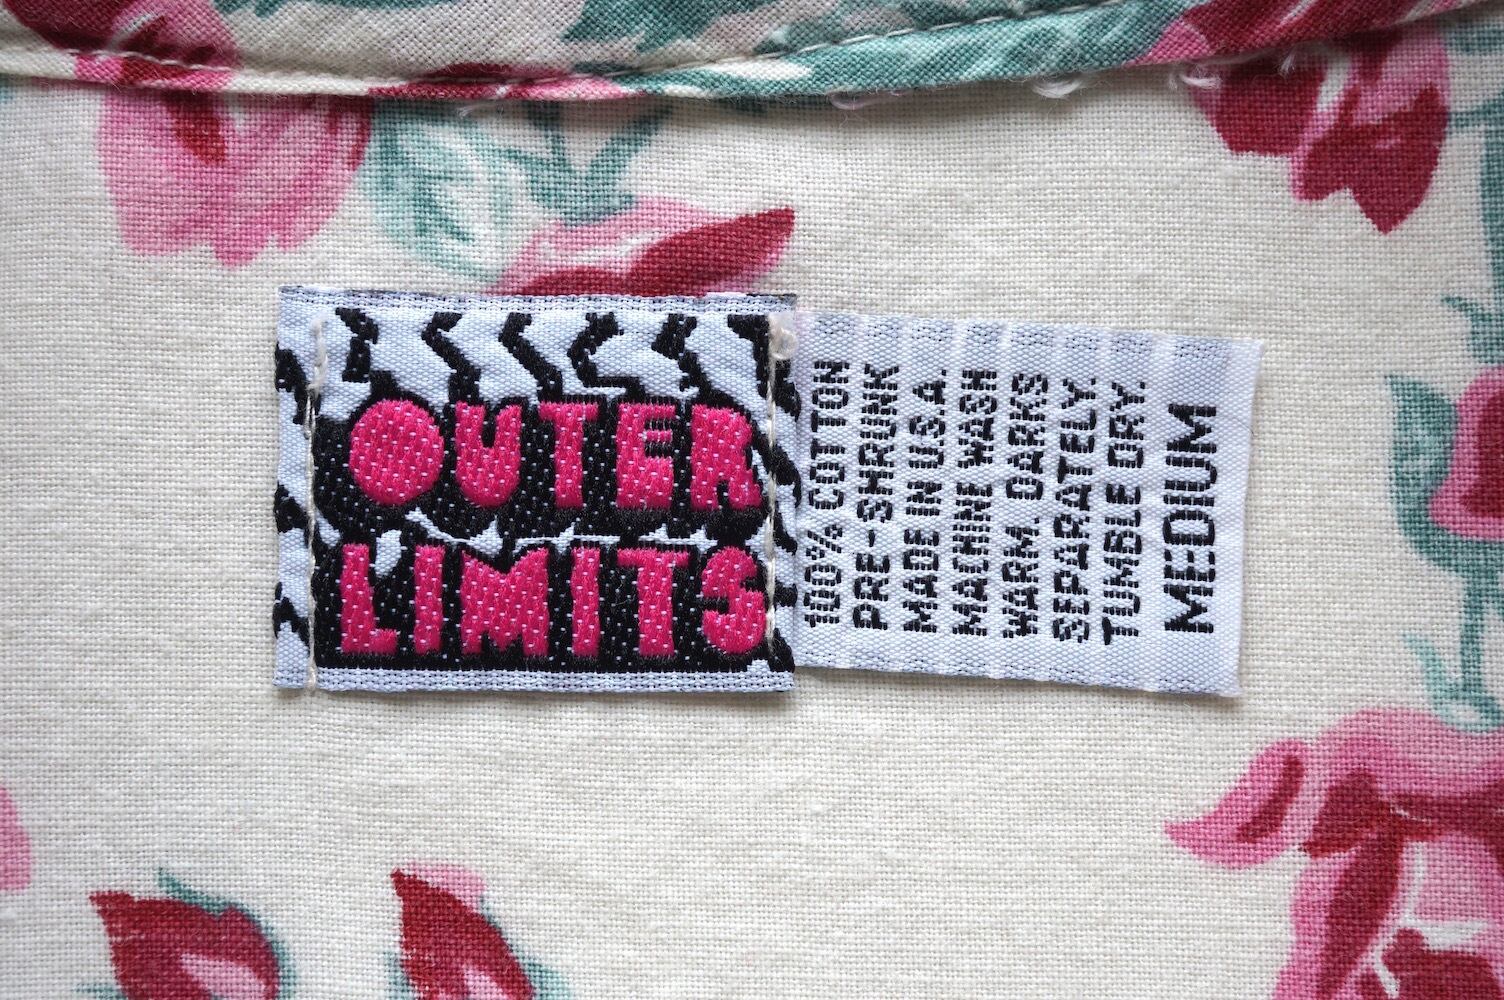 OUTER
LIMITS
100% COTTON
PRE-SHRUNK
MADE IN U.S.A.
MACHINE WASH
WARM. DARKS
SEPARATELY.
TUMBLE DRY.
MEDIUM